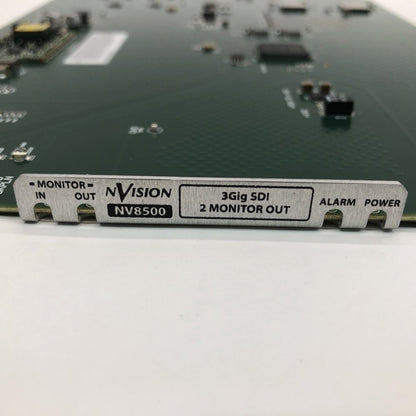 - MONITOR -
IN OUT
NVISION
NV8500
3Gig SDI
2 MONITOR OUT
ALARM POWER